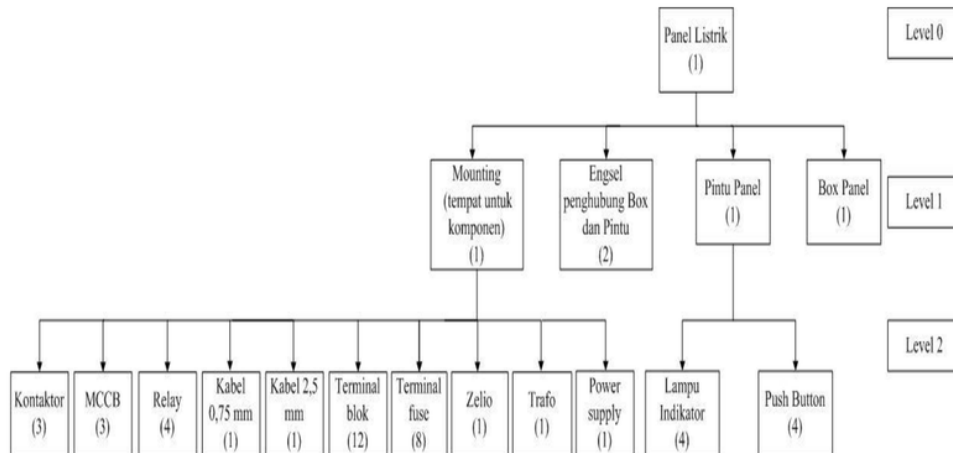 Panel Listrik
(1)
Level 0
Mounting
(tempat untuk
komponen)
(1)
Engsel
penghubung Box
dan Pintu
(2)
Pintu Panel
(1)
Box Panel
(1)
Level 1
Kontaktor
(3)
MCCB
(3)
Relay
(4)
Kabel
0,75 mm
(1)
Kabel 2,5
mm
(1)
Terminal
blok
(12)
Terminal
fuse
(8)
Zelio
(1)
Trafo
(1)
Power
supply
(1)
Lampu
Indikator
(4)
Push Button
(4)
Level 2